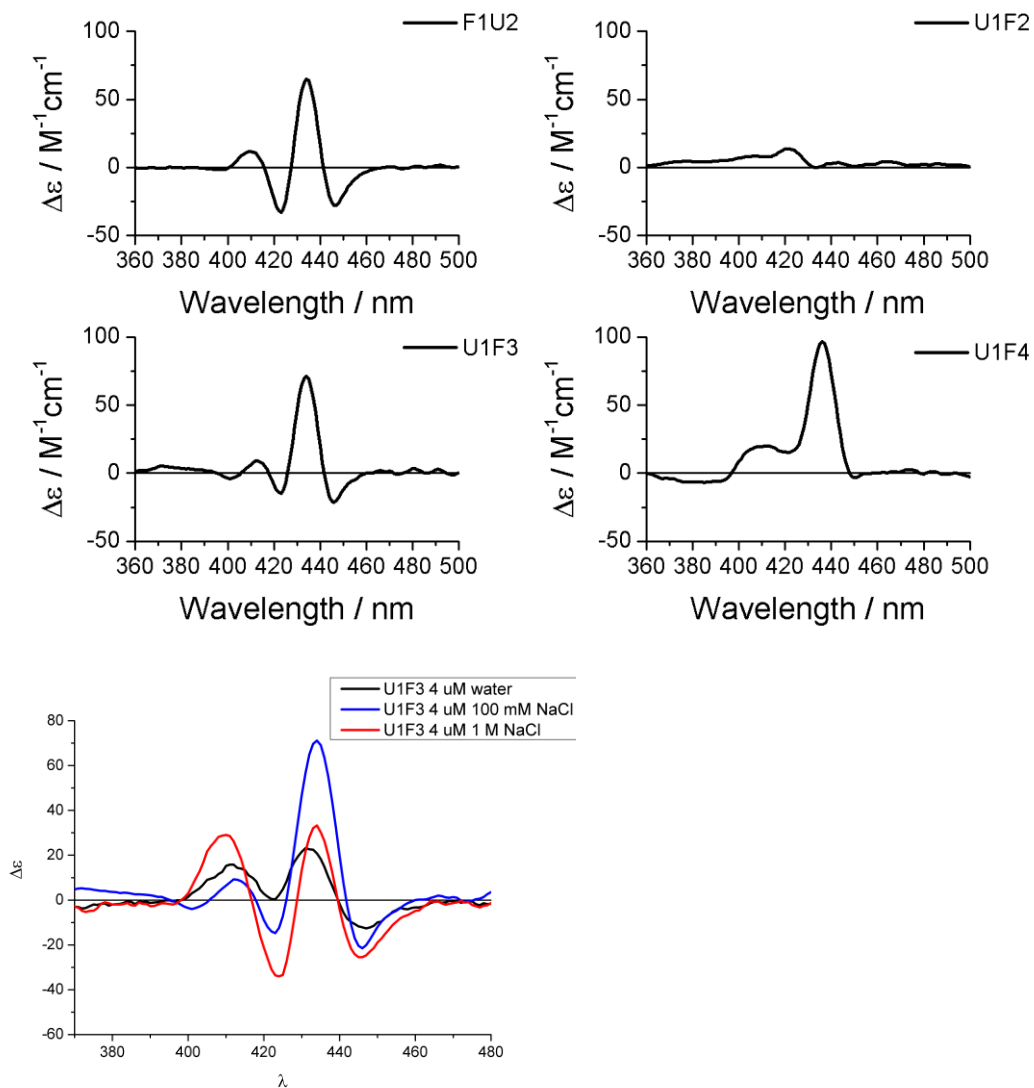 F1U2
100
50
0
-50
Δε / M⁻¹cm⁻¹
360 380 400 420 440 460 480 500
Wavelength / nm
U1F2
100
50
0
-50
Δε / M⁻¹cm⁻¹
360 380 400 420 440 460 480 500
Wavelength / nm
U1F3
100
50
0
-50
Δε / M⁻¹cm⁻¹
360 380 400 420 440 460 480 500
Wavelength / nm
U1F4
100
50
0
-50
Δε / M⁻¹cm⁻¹
360 380 400 420 440 460 480 500
Wavelength / nm
U1F3 4 uM water
U1F3 4 uM 100 mM NaCl
U1F3 4 uM 1 M NaCl
80
60
40
20
0
-20
-40
-60
Δε
380 400 420 440 460 480
λ